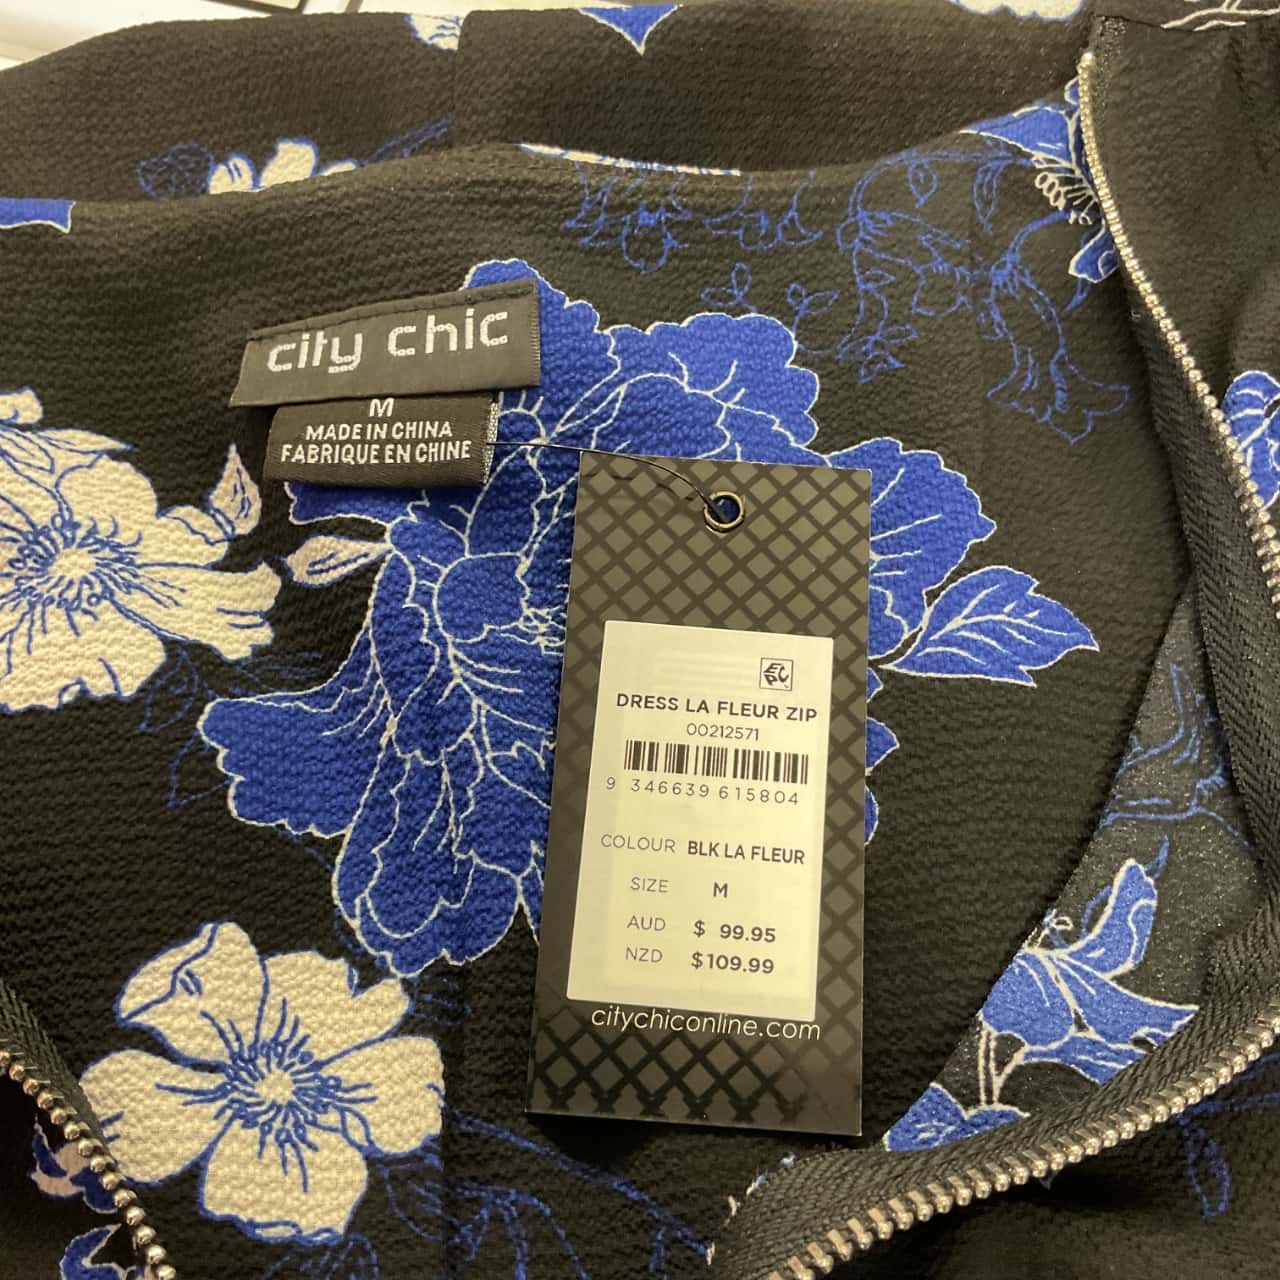 city chic
M
MADE IN CHINA
FABRIQUE EN CHINE
DRESS LA FLEUR ZIP
00212571
9 346639 615804
COLOUR BLK LA FLEUR
SIZE M
AUD $ 99.95
NZD $109.99
citychiconline.com